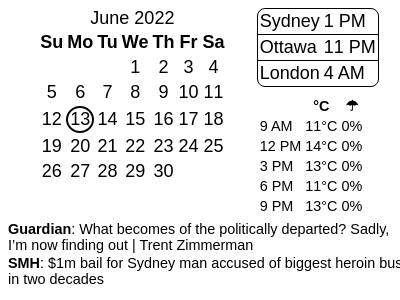 June 2022
Su Mo Tu We Th Fr Sa
1 2 3 4
5 6 7 8 9 10 11
12 13 14 15 16 17 18
19 20 21 22 23 24 25
26 27 28 29 30
Sydney 1 PM
Ottawa 11 PM
London 4 AM
°C ☂
9 AM 11°C 0%
12 PM 14°C 0%
3 PM 13°C 0%
6 PM 11°C 0%
9 PM 13°C 0%
Guardian: What becomes of the politically departed? Sadly,
I'm now finding out | Trent Zimmerman
SMH: $1m bail for Sydney man accused of biggest heroin bus
in two decades